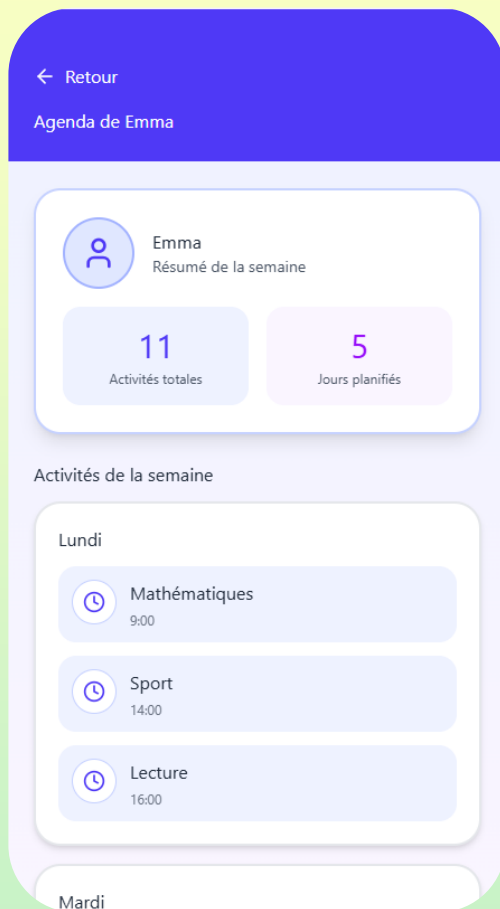 Retour
Agenda de Emma
Emma
Résumé de la semaine
11
Activités totales
5
Jours planifiés
Activités de la semaine
Lundi
Mathématiques
9:00
Sport
14:00
Lecture
16:00
Mardi